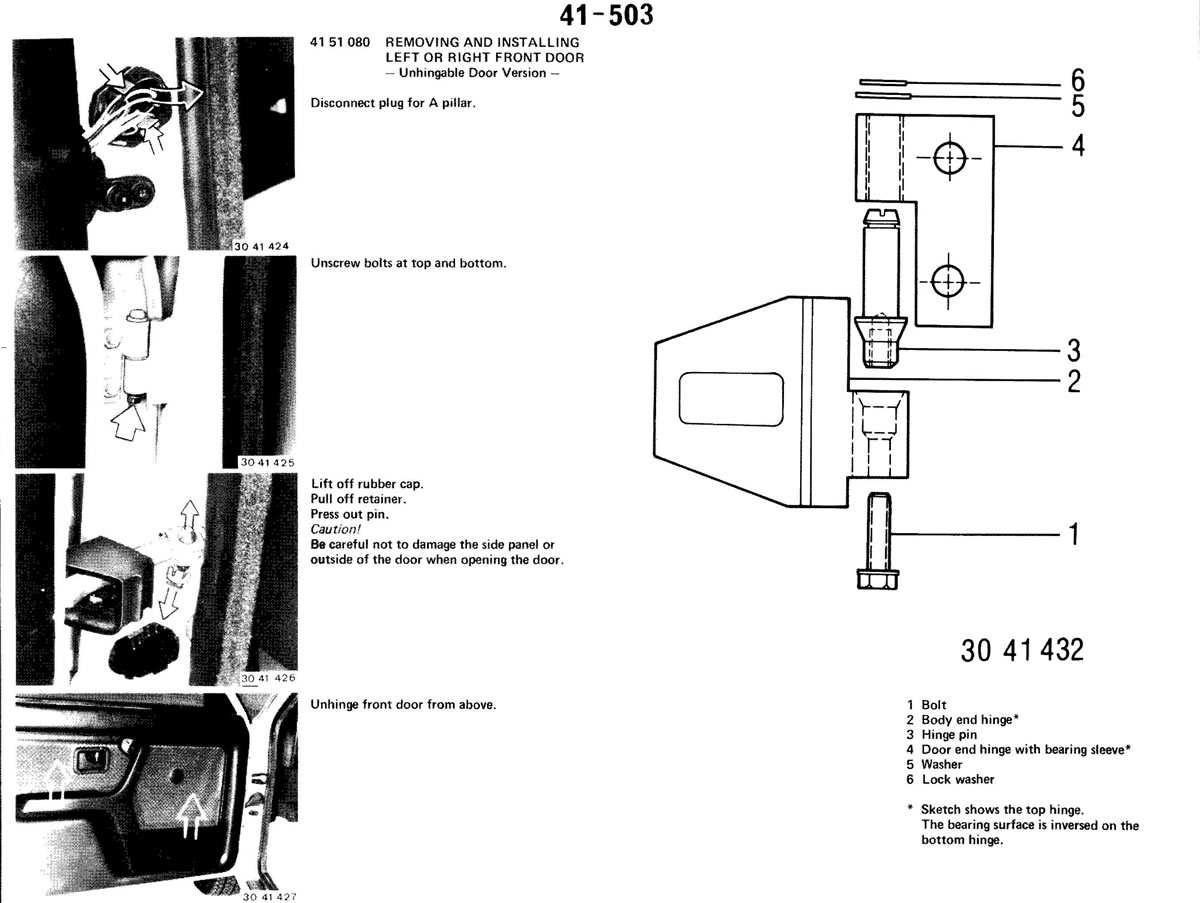 41-503
41 51 080 REMOVING AND INSTALLING
LEFT OR RIGHT FRONT DOOR
– Unhingable Door Version –
Disconnect plug for A pillar.
30 41 424
Unscrew bolts at top and bottom.
30 41 425
Lift off rubber cap.
Pull off retainer.
Press out pin.
Caution!
Be careful not to damage the side panel or
outside of the door when opening the door.
30 41 426
Unhinge front door from above.
30 41 427
6
5
4
3
2
1
30 41 432
1 Bolt
2 Body end hinge*
3 Hinge pin
4 Door end hinge with bearing sleeve*
5 Washer
6 Lock washer
* Sketch shows the top hinge.
The bearing surface is inversed on the
bottom hinge.